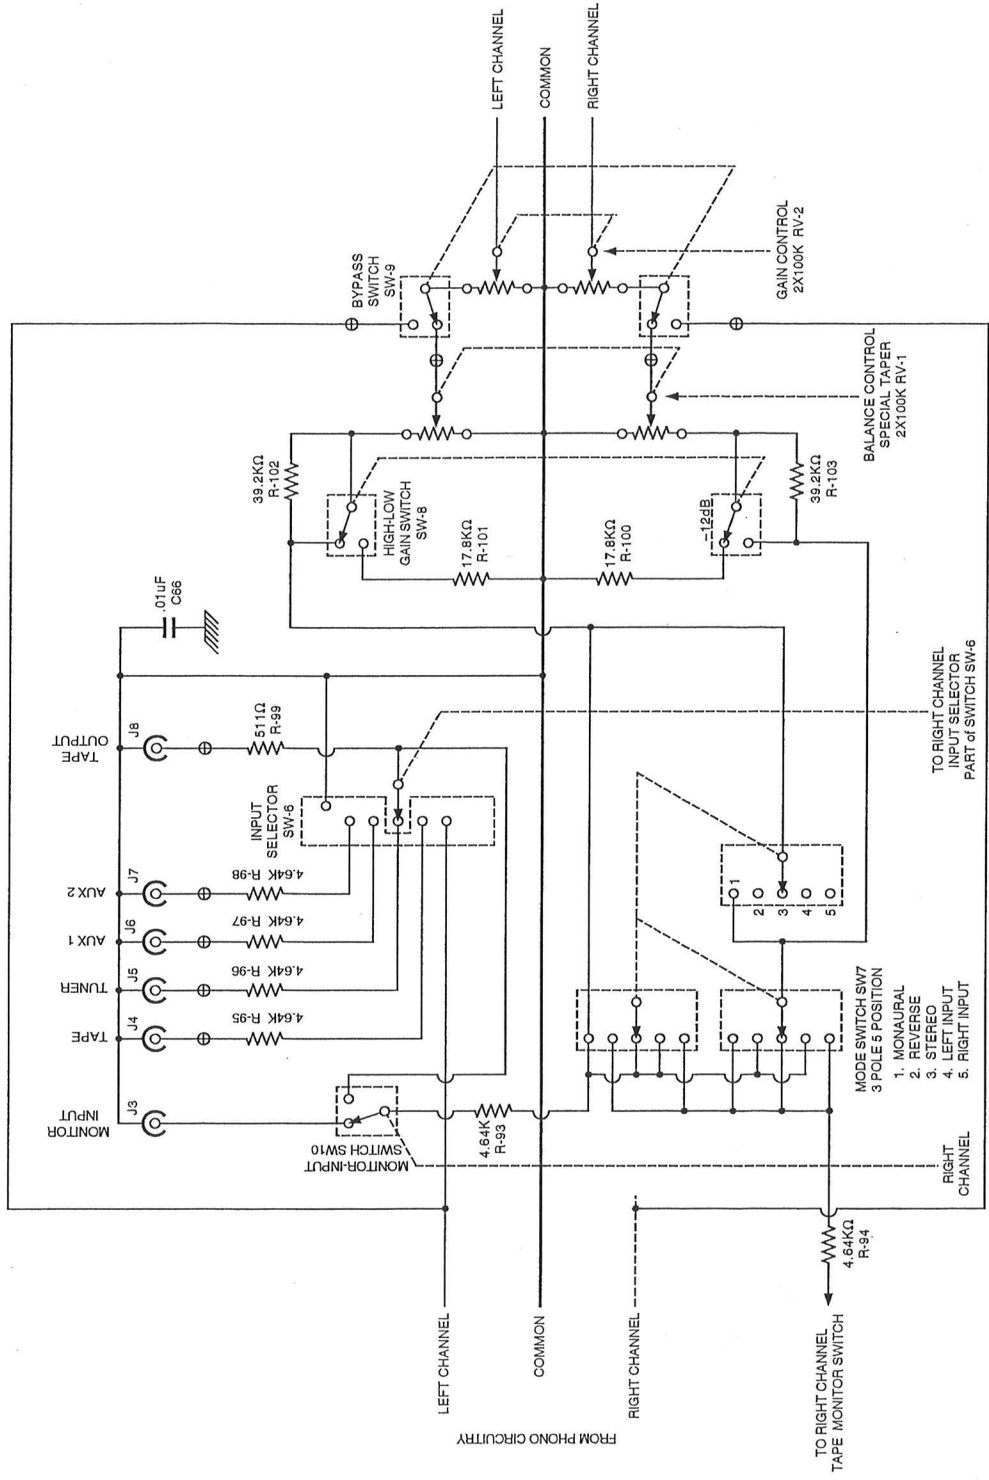 LEFT CHANNEL
COMMON
RIGHT CHANNEL
BYPASS
SWITCH
SW-9
GAIN CONTROL
2X100K RV-2
BALANCE CONTROL
SPECIAL TAPER
2X100K RV-1
39.2KΩ
R-102
HIGH-LOW
GAIN SWITCH
SW-8
17.8KΩ
R-101
17.8KΩ
R-100
-12dB
39.2KΩ
R-103
.01uF
C66
TAPE
OUTPUT
J8
511Ω
R-99
INPUT
SELECTOR
SW-6
TO RIGHT CHANNEL
INPUT SELECTOR
PART of SWITCH SW-6
AUX 2
J7
4.64K R-98
AUX 1
J6
4.64K R-97
TUNER
J5
4.64K R-96
TAPE
J4
4.64K R-95
MONITOR
INPUT
J3
MONITOR-INPUT
SWITCH SW10
4.64K
R-93
1
2
3
4
5
MODE SWITCH SW7
3 POLE 5 POSITION
1. MONAURAL
2. REVERSE
3. STEREO
4. LEFT INPUT
5. RIGHT INPUT
RIGHT
CHANNEL
4.64KΩ
R-94
LEFT CHANNEL
COMMON
RIGHT CHANNEL
FROM PHONO CIRCUITRY
TO RIGHT CHANNEL
TAPE MONITOR SWITCH